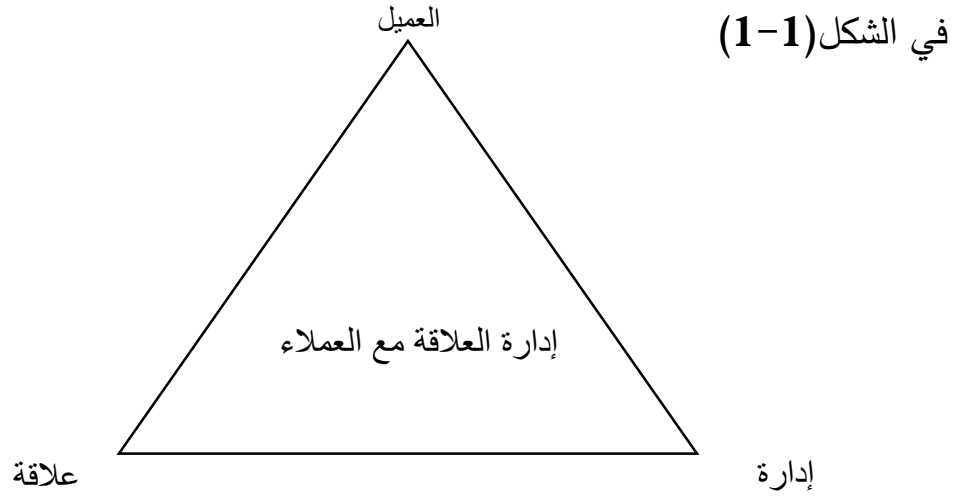 في الشكل(1-1)
العميل
إدارة العلاقة مع العملاء
إدارة
علاقة